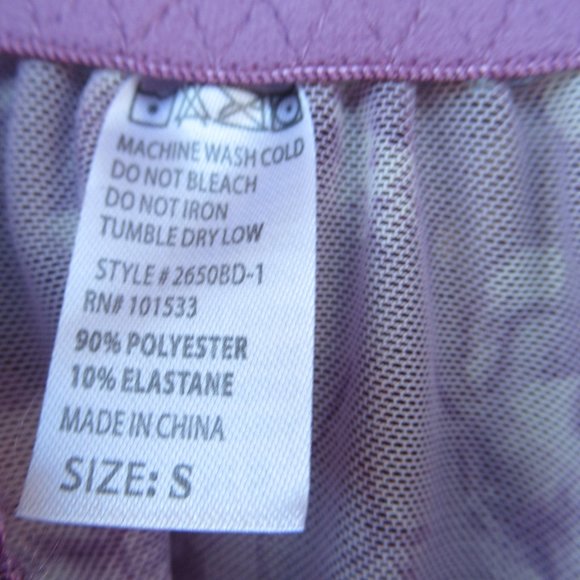 MACHINE WASH COLD
DO NOT BLEACH
DO NOT IRON
TUMBLE DRY LOW
STYLE # 2650BD-1
RN# 101533
90% POLYESTER
10% ELASTANE
MADE IN CHINA
SIZE: S